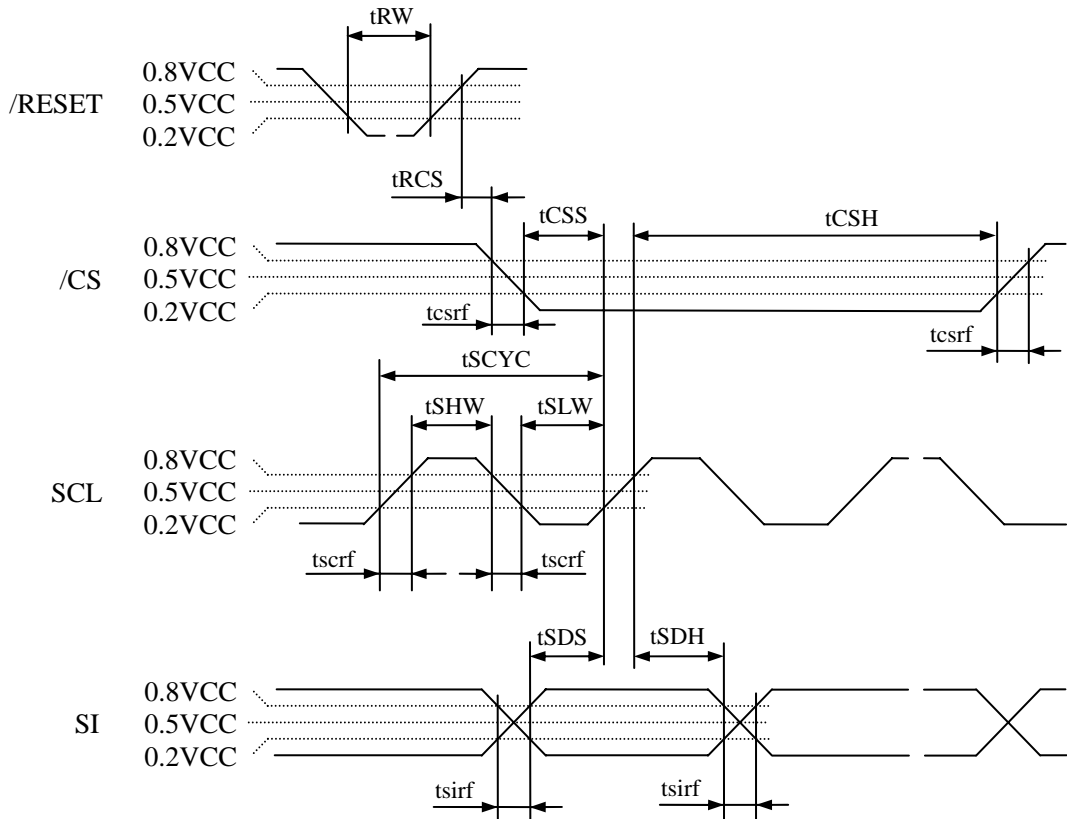 tRW
0.8VCC
/RESET 0.5VCC
0.2VCC
tRCS
tCSS tCSH
0.8VCC
/CS 0.5VCC
0.2VCC
tcsrf tcsrf
tSCYC
tSHW tSLW
0.8VCC
SCL 0.5VCC
0.2VCC
tscrf tscrf
tSDS tSDH
0.8VCC
SI 0.5VCC
0.2VCC
tsirf tsirf